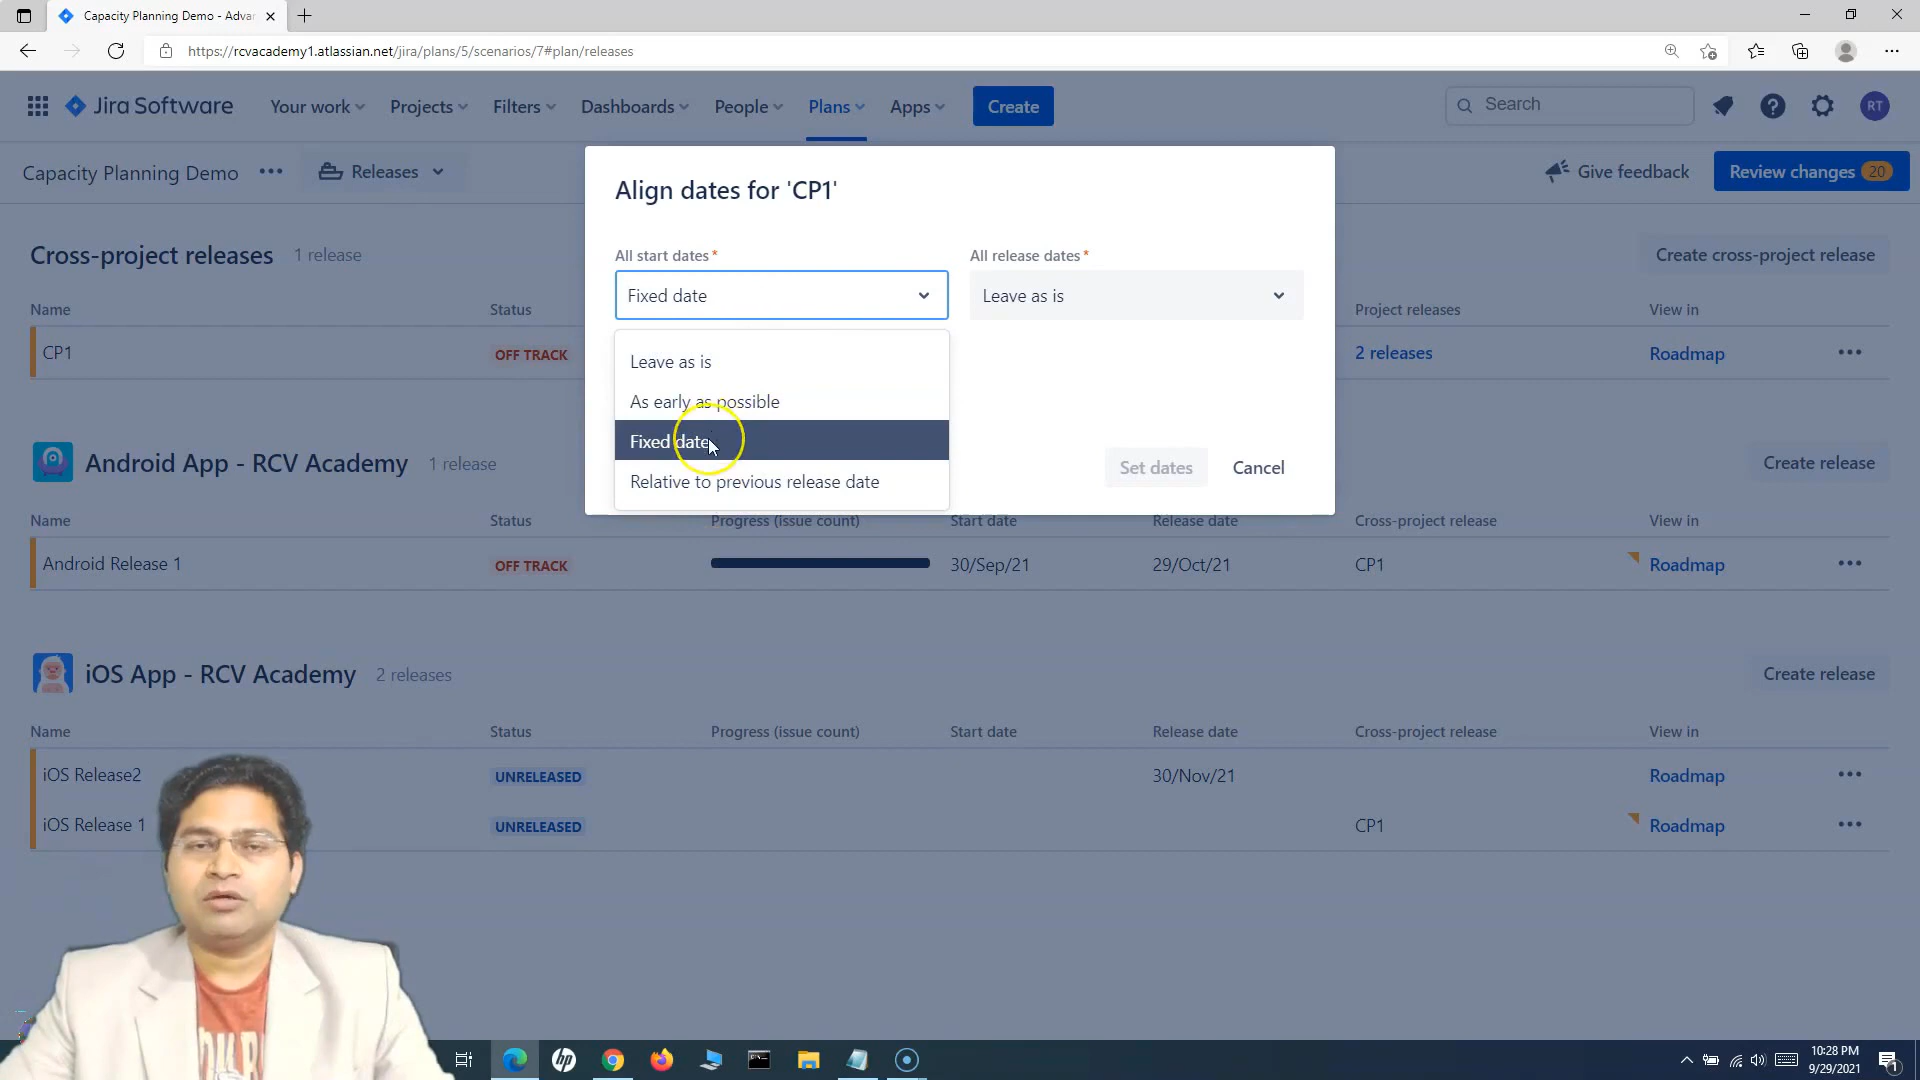 Capacity Planning Demo - Advan
https://rcvacademy1.atlassian.net/jira/plans/5/scenarios/7#plan/releases
Jira Software
Your work
Projects
Filters
Dashboards
People
Plans
Apps
Create
Search
RT
Capacity Planning Demo
Releases
Give feedback
Review changes 20
Align dates for 'CP1'
All start dates *
All release dates *
Fixed date
Leave as is
Leave as is
As early as possible
Fixed date
Relative to previous release date
Set dates
Cancel
Cross-project releases 1 release
Create cross-project release
Name
Status
Project releases
View in
CP1
OFF TRACK
2 releases
Roadmap
Android App - RCV Academy 1 release
Create release
Name
Status
Progress (issue count)
Start date
Release date
Cross-project release
View in
Android Release 1
OFF TRACK
30/Sep/21
29/Oct/21
CP1
Roadmap
iOS App - RCV Academy 2 releases
Create release
Name
Status
Progress (issue count)
Start date
Release date
Cross-project release
View in
iOS Release2
UNRELEASED
30/Nov/21
Roadmap
iOS Release 1
UNRELEASED
CP1
Roadmap
hp
10:28 PM
9/29/2021
1